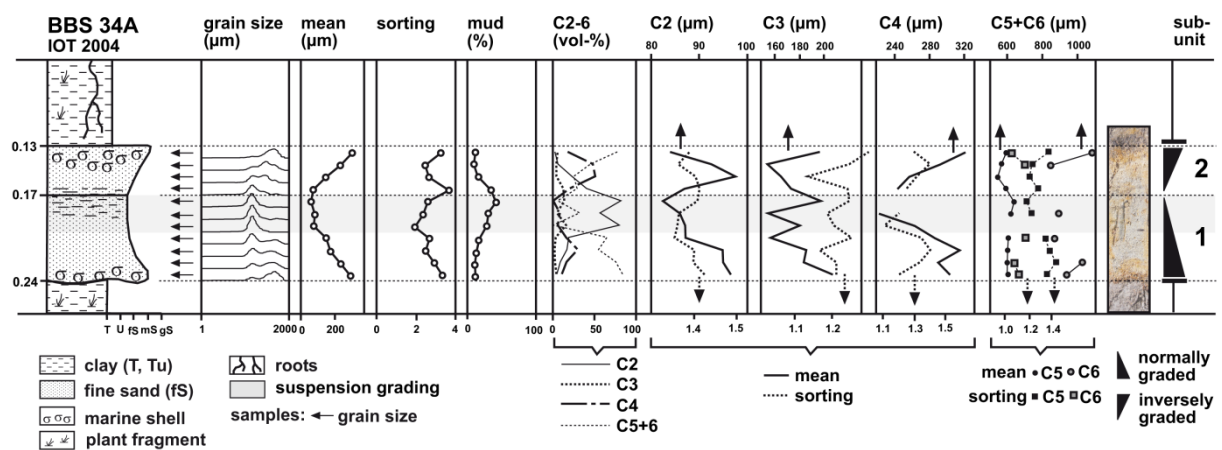 BBS 34A
IOT 2004
grain size (µm)
mean (µm)
sorting
mud (%)
C2-6 (vol-%)
C2 (µm)
C3 (µm)
C4 (µm)
C5+C6 (µm)
sub-unit
80 90 100
160 180 200
240 280 320
600 800 1000
0.13
0.17
0.24
2
1
T U fS mS gS
1 2000
0 200
0 2 4
0 100
0 50 100
1.4 1.5
1.1 1.2
1.1 1.3 1.5
1.0 1.2 1.4
clay (T, Tu)
fine sand (fS)
marine shell
plant fragment
roots
suspension grading
samples: ← grain size
C2
C3
C4
C5+6
mean
sorting
mean • C5 C6
sorting ■ C5 C6
normally graded
inversely graded